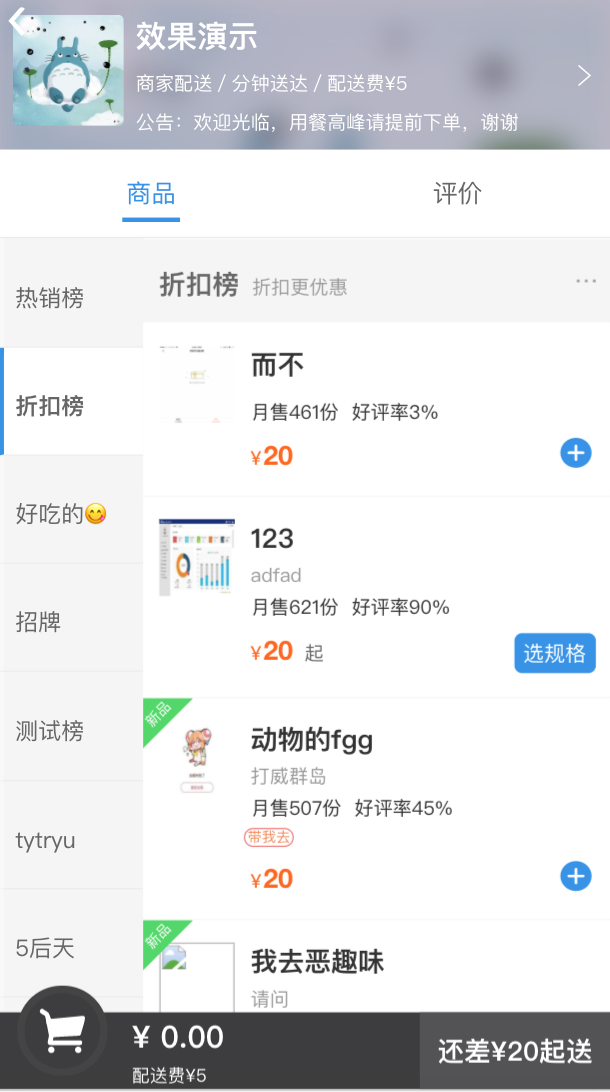 效果演示
商家配送 / 分钟送达 / 配送费¥5
公告：欢迎光临，用餐高峰请提前下单，谢谢
商品
评价
热销榜
折扣榜
好吃的😋
招牌
测试榜
tytryu
5后天
折扣榜 折扣更优惠
...
而不
月售461份 好评率3%
¥20
123
adfad
月售621份 好评率90%
¥20 起
选规格
新品
动物的fgg
打威群岛
月售507份 好评率45%
带我去
¥20
新品
我去恶趣味
请问
¥ 0.00
配送费¥5
还差¥20起送